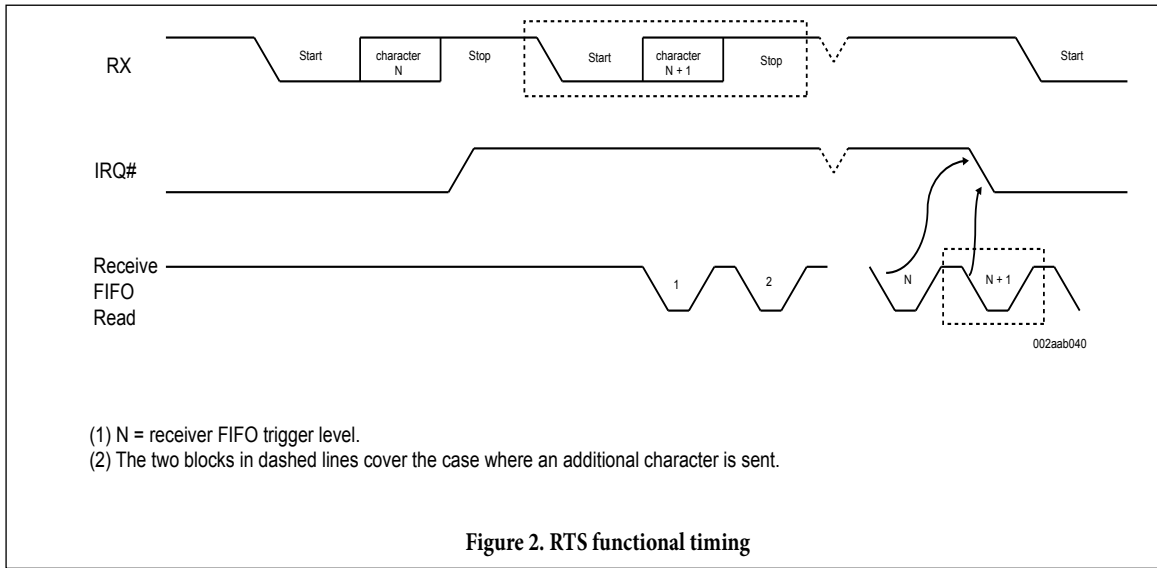 RX
Start
character
N
Stop
Start
character
N + 1
Stop
Start
IRQ#
Receive
FIFO
Read
1
2
N
N + 1
002aab040
(1) N = receiver FIFO trigger level.
(2) The two blocks in dashed lines cover the case where an additional character is sent.
Figure 2. RTS functional timing